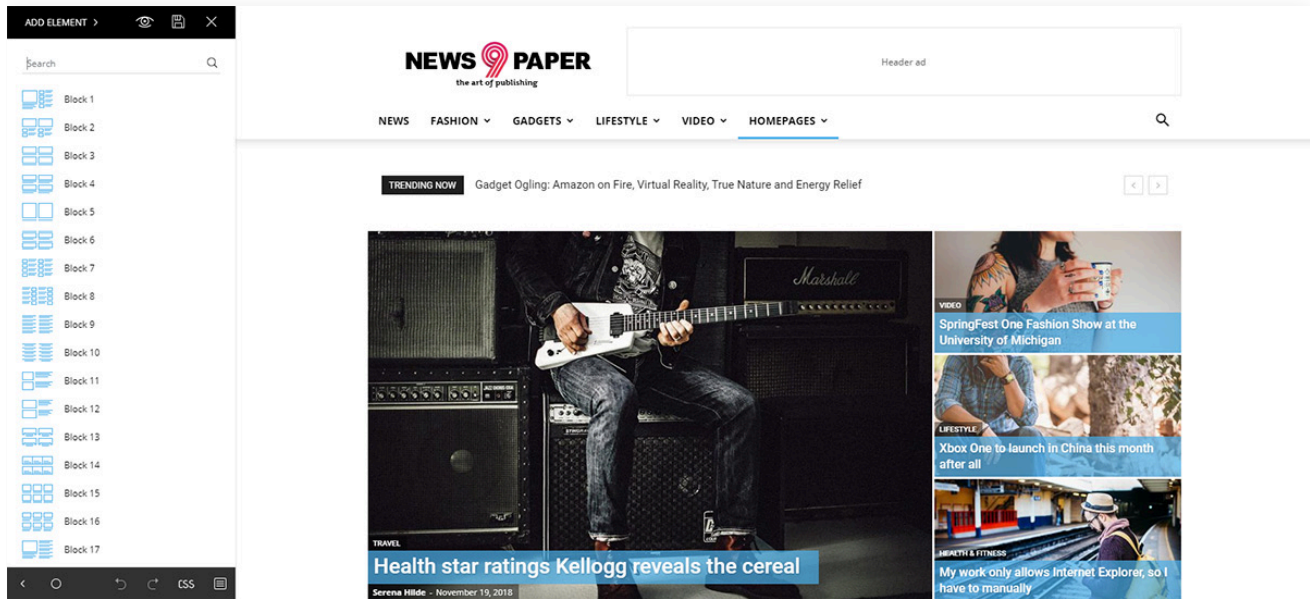 ADD ELEMENT >
Search
Block 1
Block 2
Block 3
Block 4
Block 5
Block 6
Block 7
Block 8
Block 9
Block 10
Block 11
Block 12
Block 13
Block 14
Block 15
Block 16
Block 17
CSS
NEWS 9 PAPER
the art of publishing
Header ad
NEWS FASHION GADGETS LIFESTYLE VIDEO HOMEPAGES
TRENDING NOW Gadget Ogling: Amazon on Fire, Virtual Reality, True Nature and Energy Relief
Marshall
TRAVEL
Health star ratings Kellogg reveals the cereal
Serena Hilde - November 19, 2018
VIDEO
SpringFest One Fashion Show at the
University of Michigan
LIFESTYLE
Xbox One to launch in China this month
after all
HEALTH & FITNESS
My work only allows Internet Explorer, so I
have to manually